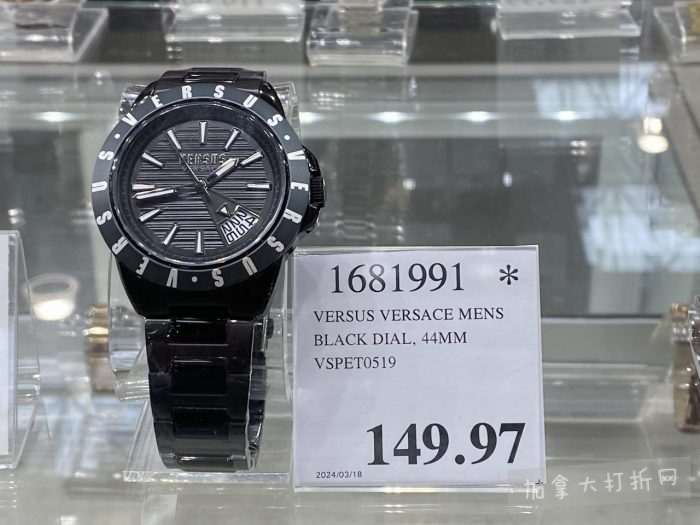 VERSUS · VERSUS · VERSUS
VERSUS
1681991 *
VERSUS VERSACE MENS
BLACK DIAL, 44MM
VSPET0519
149.97
2024/03/18
加拿大打折网